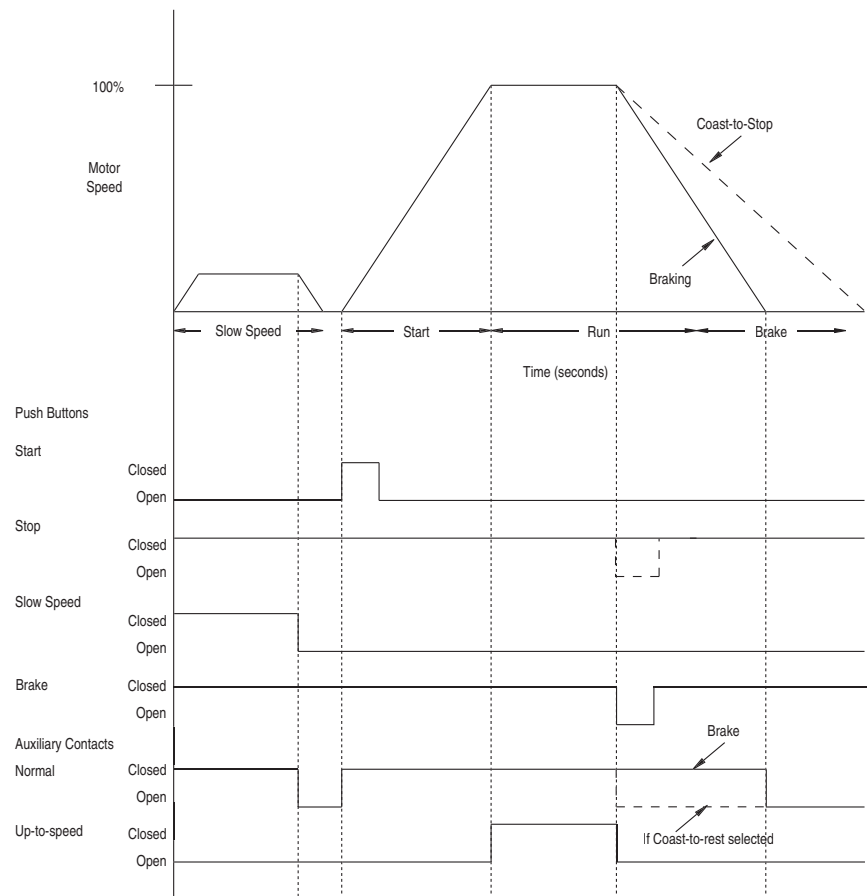 100%
Motor
Speed
Coast-to-Stop
Braking
Slow Speed
Start
Run
Brake
Time (seconds)
Push Buttons
Start
Closed
Open
Stop
Closed
Open
Slow Speed
Closed
Open
Brake
Closed
Open
Auxiliary Contacts
Brake
Normal
Closed
Open
If Coast-to-rest selected
Up-to-speed
Closed
Open